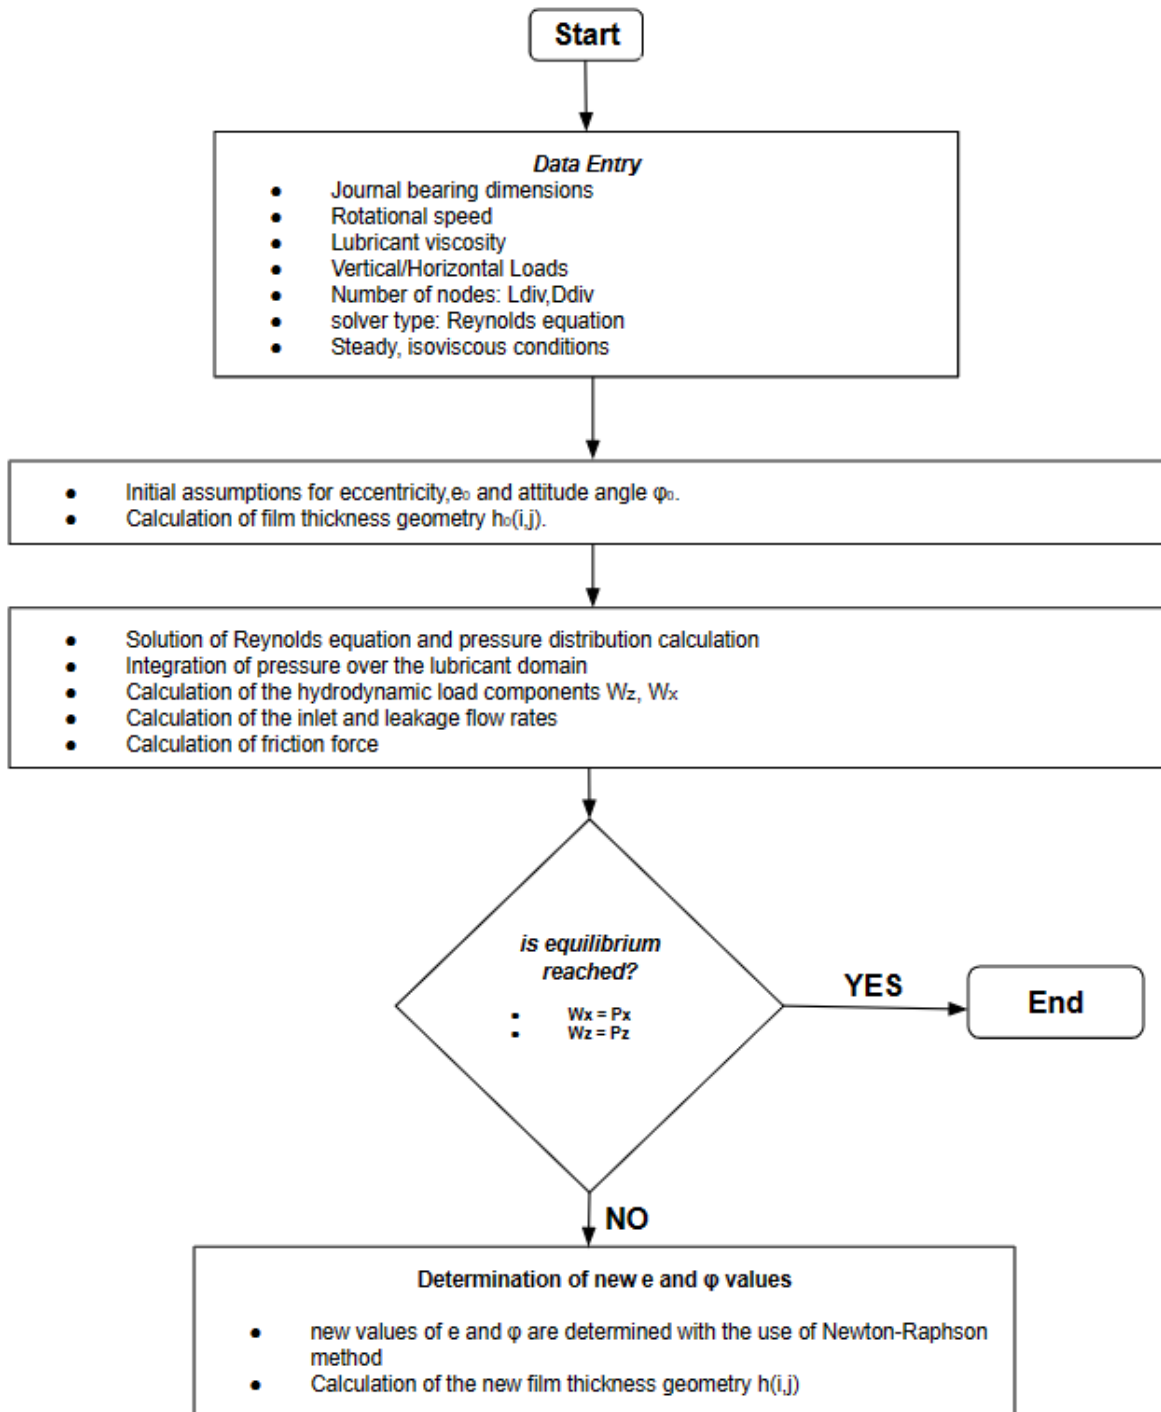 Start
Data Entry
● Journal bearing dimensions
● Rotational speed
● Lubricant viscosity
● Vertical/Horizontal Loads
● Number of nodes: Ldiv,Ddiv
● solver type: Reynolds equation
● Steady, isoviscous conditions
● Initial assumptions for eccentricity,e₀ and attitude angle φ₀.
● Calculation of film thickness geometry h₀(i,j).
● Solution of Reynolds equation and pressure distribution calculation
● Integration of pressure over the lubricant domain
● Calculation of the hydrodynamic load components Wz, Wx
● Calculation of the inlet and leakage flow rates
● Calculation of friction force
is equilibrium
reached?
● Wx = Px
● Wz = Pz
YES
End
NO
Determination of new e and φ values
● new values of e and φ are determined with the use of Newton-Raphson
method
● Calculation of the new film thickness geometry h(i,j)